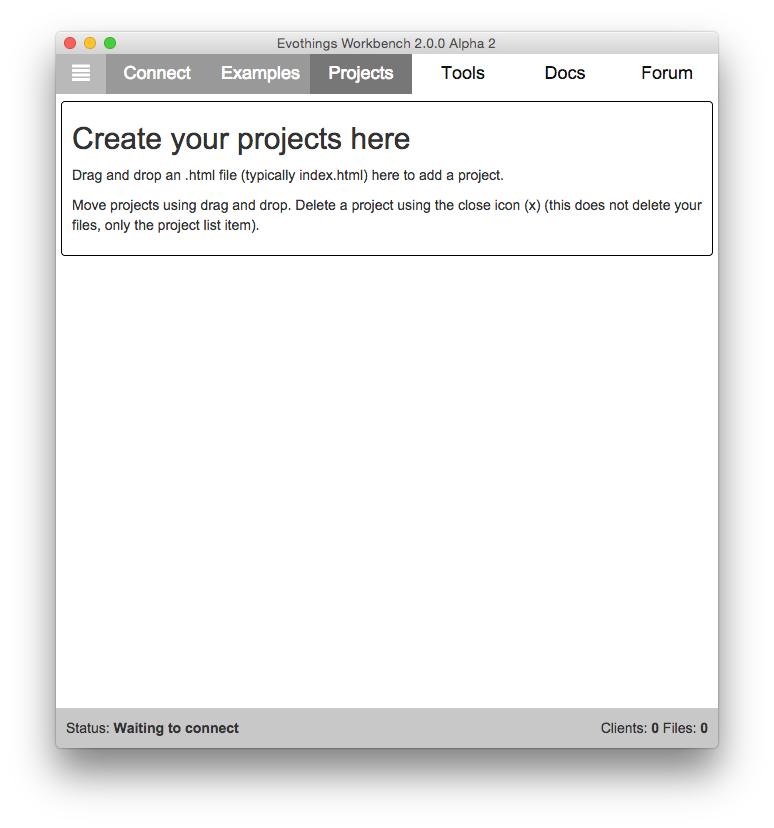 Evothings Workbench 2.0.0 Alpha 2
Connect Examples Projects Tools Docs Forum
Create your projects here
Drag and drop an .html file (typically index.html) here to add a project.
Move projects using drag and drop. Delete a project using the close icon (x) (this does not delete your
files, only the project list item).
Status: Waiting to connect Clients: 0 Files: 0